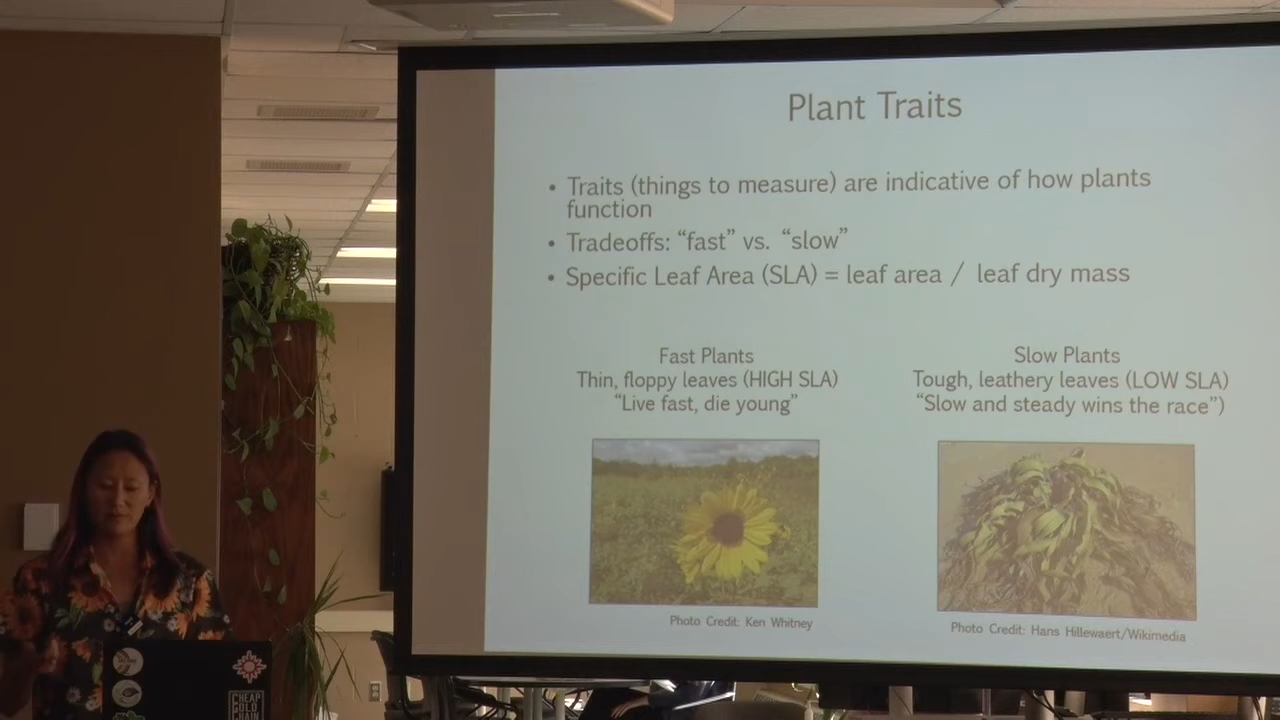 Plant Traits
• Traits (things to measure) are indicative of how plants
function
• Tradeoffs: “fast” vs. “slow”
• Specific Leaf Area (SLA) = leaf area / leaf dry mass
Fast Plants
Thin, floppy leaves (HIGH SLA)
“Live fast, die young”
Slow Plants
Tough, leathery leaves (LOW SLA)
“Slow and steady wins the race”)
Photo Credit: Ken Whitney
Photo Credit: Hans Hillewaert/Wikimedia
CHEAP